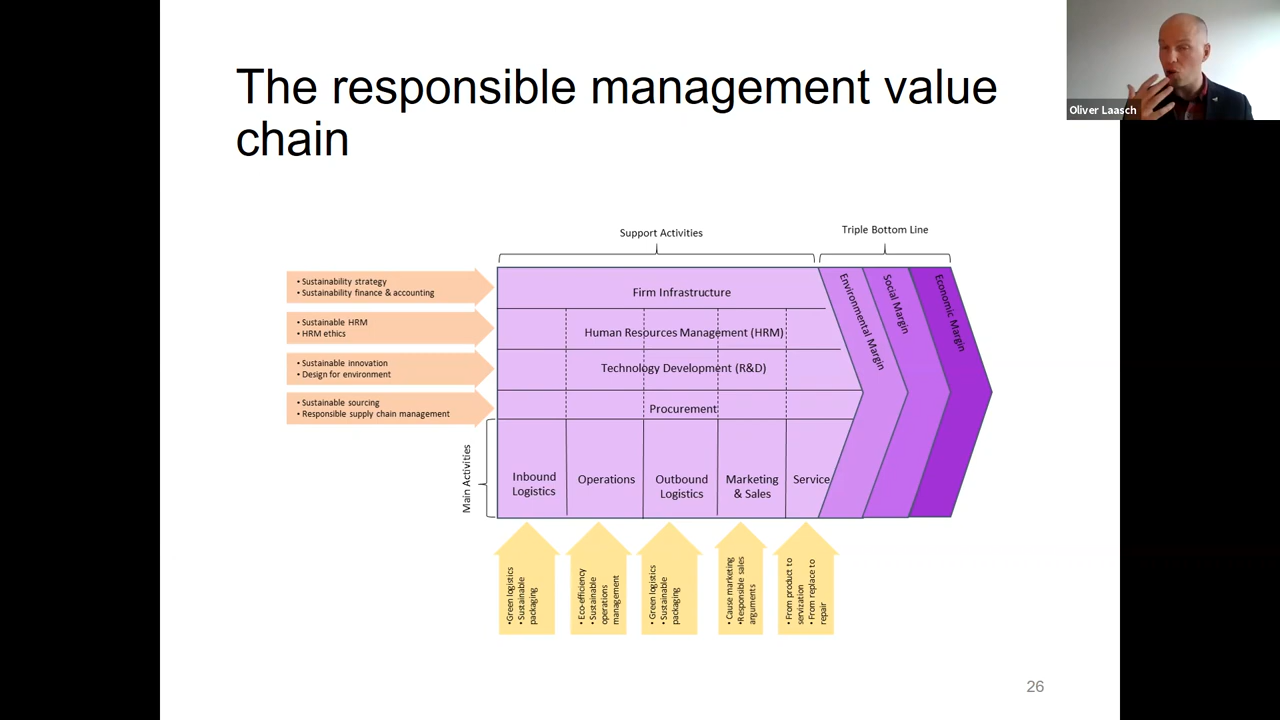 The responsible management value
chain
Oliver Laasch
Support Activities
Triple Bottom Line
• Sustainability strategy
• Sustainability finance & accounting
Firm Infrastructure
• Sustainable HRM
• HRM ethics
Human Resources Management (HRM)
• Sustainable innovation
• Design for environment
Technology Development (R&D)
• Sustainable sourcing
• Responsible supply chain management
Procurement
Environmental Margin
Social Margin
Economic Margin
Main Activities
Inbound
Logistics
Operations
Outbound
Logistics
Marketing
& Sales
Service
•Green logistics
• Sustainable
packaging
• Eco-efficiency
• Sustainable
operations
management
• Green logistics
• Sustainable
packaging
• Cause marketing
•Responsible sales
arguments
• From product to
servization
• From replace to
repair
26